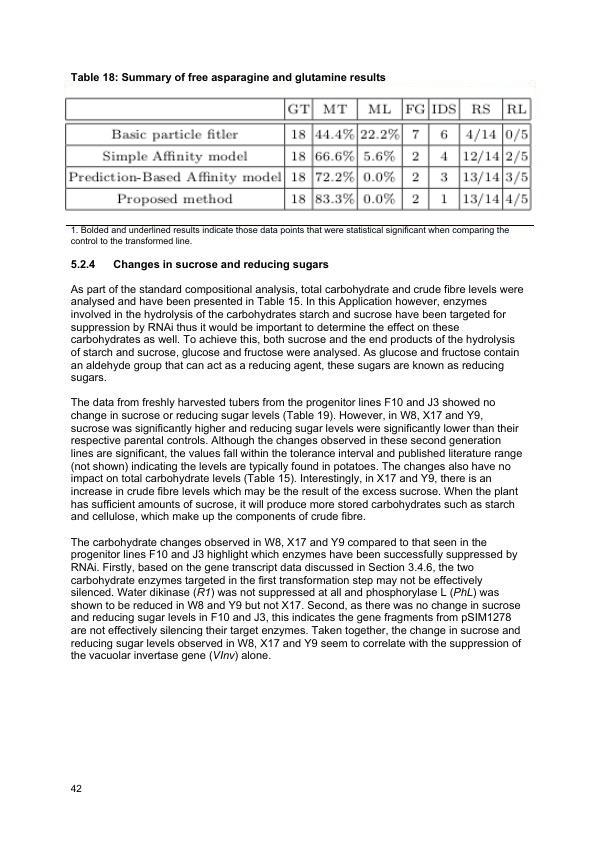 Table 18: Summary of free asparagine and glutamine results
GT MT ML FG IDS RS RL
Basic particle fitler 18 44.4% 22.2% 7 6 4/14 0/5
Simple Affinity model 18 66.6% 5.6% 2 4 12/14 2/5
Prediction-Based Affinity model 18 72.2% 0.0% 2 3 13/14 3/5
Proposed method 18 83.3% 0.0% 2 1 13/14 4/5
1. Bolded and underlined results indicate those data points that were statistical significant when comparing the
control to the transformed line.
5.2.4 Changes in sucrose and reducing sugars
As part of the standard compositional analysis, total carbohydrate and crude fibre levels were
analysed and have been presented in Table 15. In this Application however, enzymes
involved in the hydrolysis of the carbohydrates starch and sucrose have been targeted for
suppression by RNAi thus it would be important to determine the effect on these
carbohydrates as well. To achieve this, both sucrose and the end products of the hydrolysis
of starch and sucrose, glucose and fructose were analysed. As glucose and fructose contain
an aldehyde group that can act as a reducing agent, these sugars are known as reducing
sugars.
The data from freshly harvested tubers from the progenitor lines F10 and J3 showed no
change in sucrose or reducing sugar levels (Table 19). However, in W8, X17 and Y9,
sucrose was significantly higher and reducing sugar levels were significantly lower than their
respective parental controls. Although the changes observed in these second generation
lines are significant, the values fall within the tolerance interval and published literature range
(not shown) indicating the levels are typically found in potatoes. The changes also have no
impact on total carbohydrate levels (Table 15). Interestingly, in X17 and Y9, there is an
increase in crude fibre levels which may be the result of the excess sucrose. When the plant
has sufficient amounts of sucrose, it will produce more stored carbohydrates such as starch
and cellulose, which make up the components of crude fibre.
The carbohydrate changes observed in W8, X17 and Y9 compared to that seen in the
progenitor lines F10 and J3 highlight which enzymes have been successfully suppressed by
RNAi. Firstly, based on the gene transcript data discussed in Section 3.4.6, the two
carbohydrate enzymes targeted in the first transformation step may not be effectively
silenced. Water dikinase (R1) was not suppressed at all and phosphorylase L (PhL) was
shown to be reduced in W8 and Y9 but not X17. Second, as there was no change in sucrose
and reducing sugar levels in F10 and J3, this indicates the gene fragments from pSIM1278
are not effectively silencing their target enzymes. Taken together, the change in sucrose and
reducing sugar levels observed in W8, X17 and Y9 seem to correlate with the suppression of
the vacuolar invertase gene (VInv) alone.
42